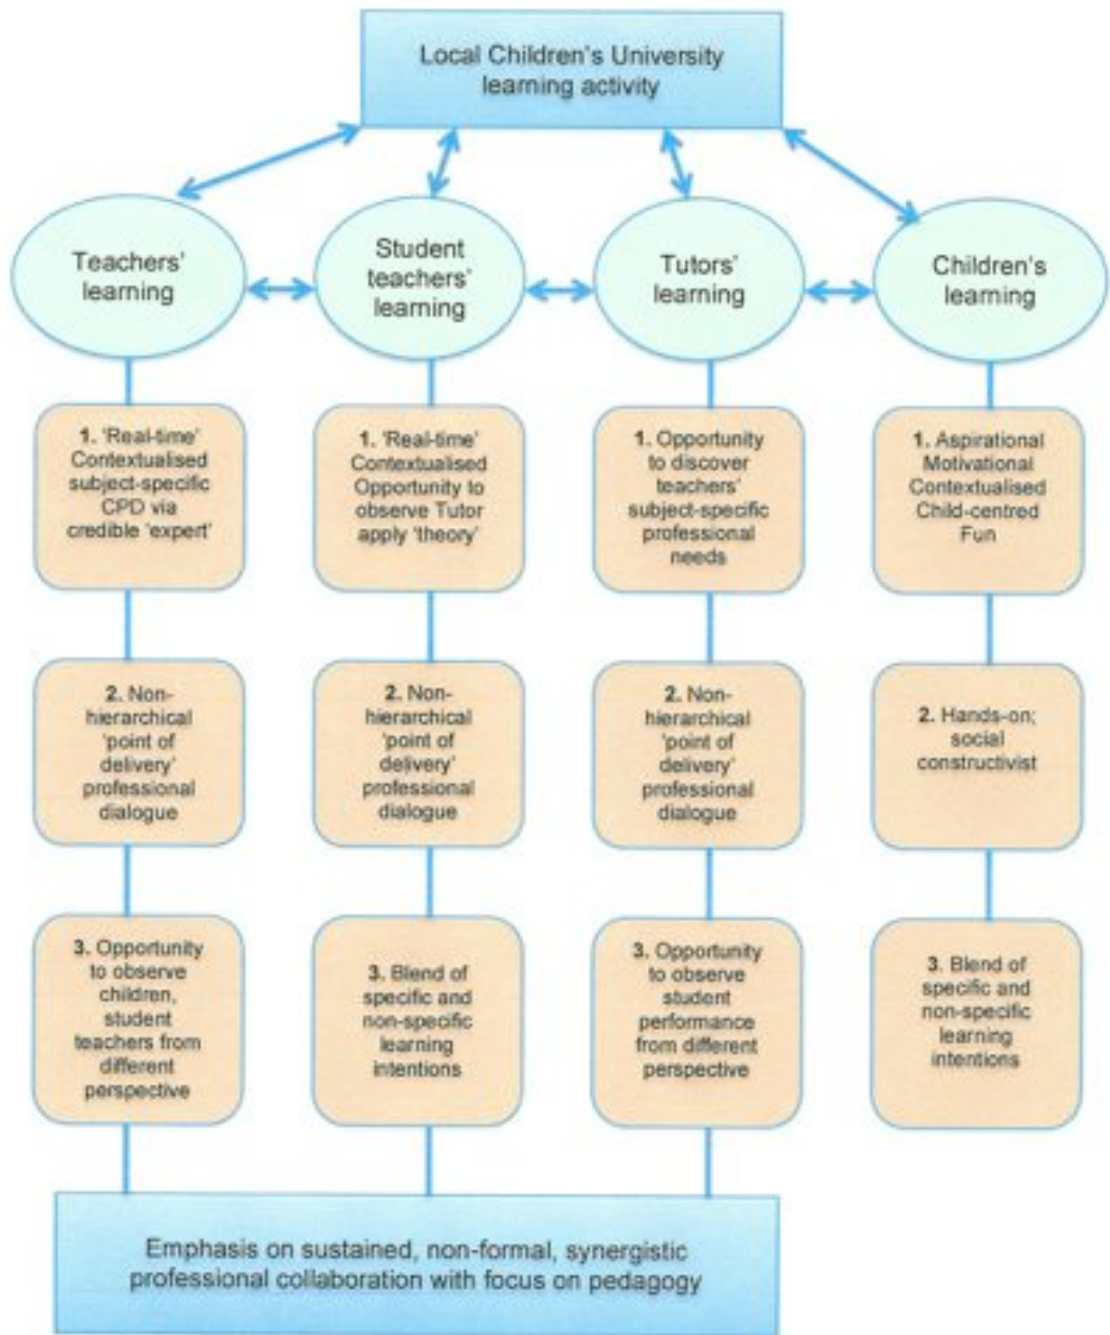 Local Children's University
learning activity
Teachers'
learning
Student
teachers'
learning
Tutors'
learning
Children's
learning
1. 'Real-time'
Contextualised
subject-specific
CPD via
credible 'expert'
1. 'Real-time'
Contextualised
Opportunity to
observe Tutor
apply 'theory'
1. Opportunity
to discover
teachers'
subject-specific
professional
needs
1. Aspirational
Motivational
Contextualised
Child-centred
Fun
2. Non-
hierarchical
'point of
delivery'
professional
dialogue
2. Non-
hierarchical
'point of
delivery'
professional
dialogue
2. Non-
hierarchical
'point of
delivery'
professional
dialogue
2. Hands-on;
social
constructivist
3. Opportunity
to observe
children,
student
teachers from
different
perspective
3. Blend of
specific and
non-specific
learning
intentions
3. Opportunity
to observe
student
performance
from different
perspective
3. Blend of
specific and
non-specific
learning
intentions
Emphasis on sustained, non-formal, synergistic
professional collaboration with focus on pedagogy